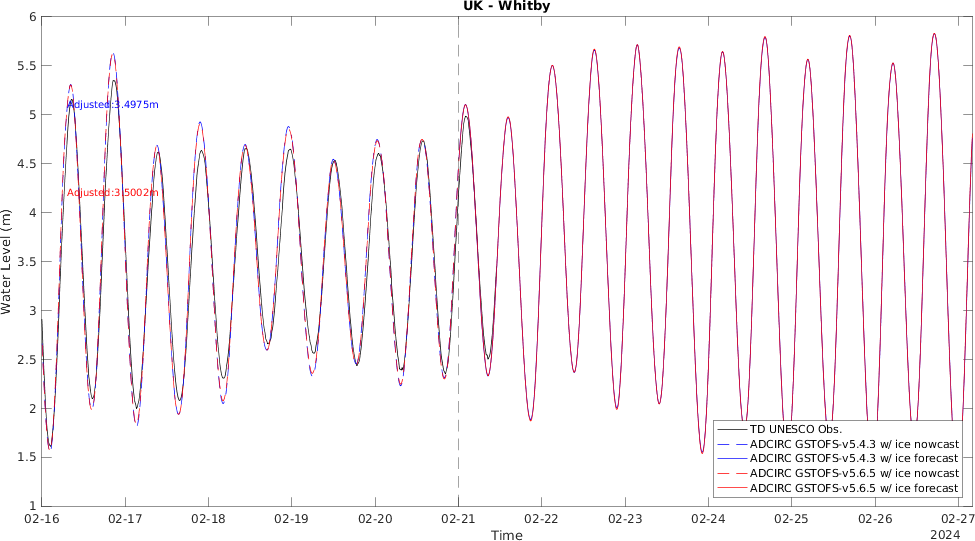 UK - Whitby
6
5.5
5
4.5
4
3.5
3
2.5
2
1.5
1
Water Level (m)
Adjusted:3.4975m
Adjusted:3.5002m
TD UNESCO Obs.
ADCIRC GSTOFS-v5.4.3 w/ ice nowcast
ADCIRC GSTOFS-v5.4.3 w/ ice forecast
ADCIRC GSTOFS-v5.6.5 w/ ice nowcast
ADCIRC GSTOFS-v5.6.5 w/ ice forecast
02-16 02-17 02-18 02-19 02-20 02-21 02-22 02-23 02-24 02-25 02-26 02-27
Time
2024